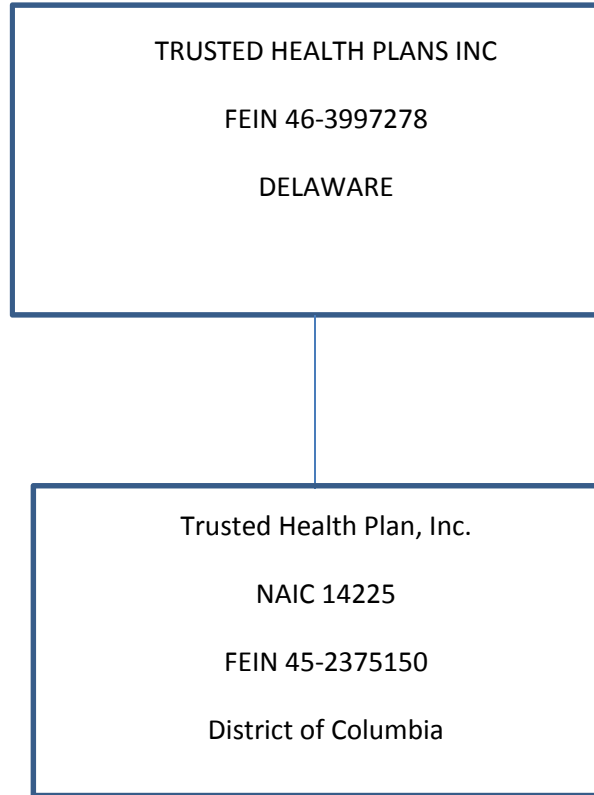 TRUSTED HEALTH PLANS INC
FEIN 46-3997278
DELAWARE
Trusted Health Plan, Inc.
NAIC 14225
FEIN 45-2375150
District of Columbia